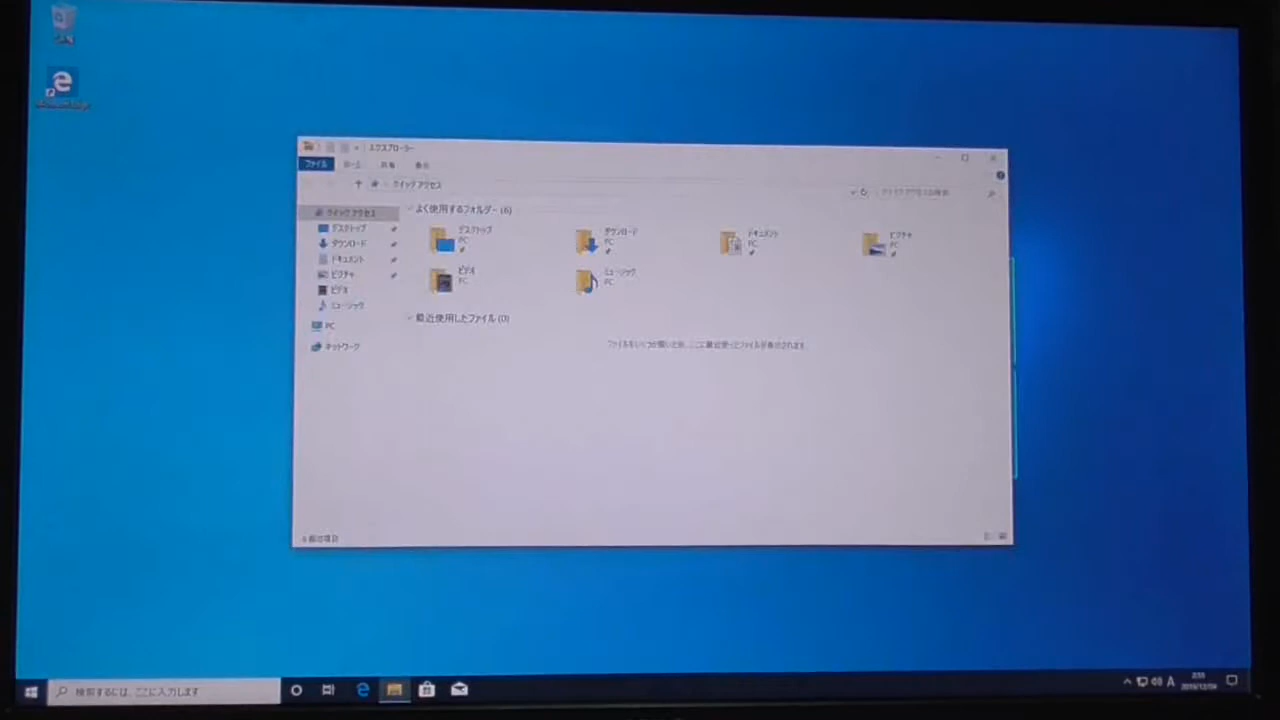 ごみ箱
エクスプローラー
ファイル
ホーム
共有
表示
クイック アクセス
クイック アクセス
デスクトップ
ダウンロード
ドキュメント
ピクチャ
ビデオ
ミュージック
PC
ネットワーク
よく使用するフォルダー (6)
デスクトップ
PC
ダウンロード
PC
ドキュメント
PC
ピクチャ
PC
ビデオ
PC
ミュージック
PC
最近使用したファイル (0)
ファイルをいくつか開いた後、ここに最近使ったファイルが表示されます。
6 個の項目
検索するには、ここに入力します
A